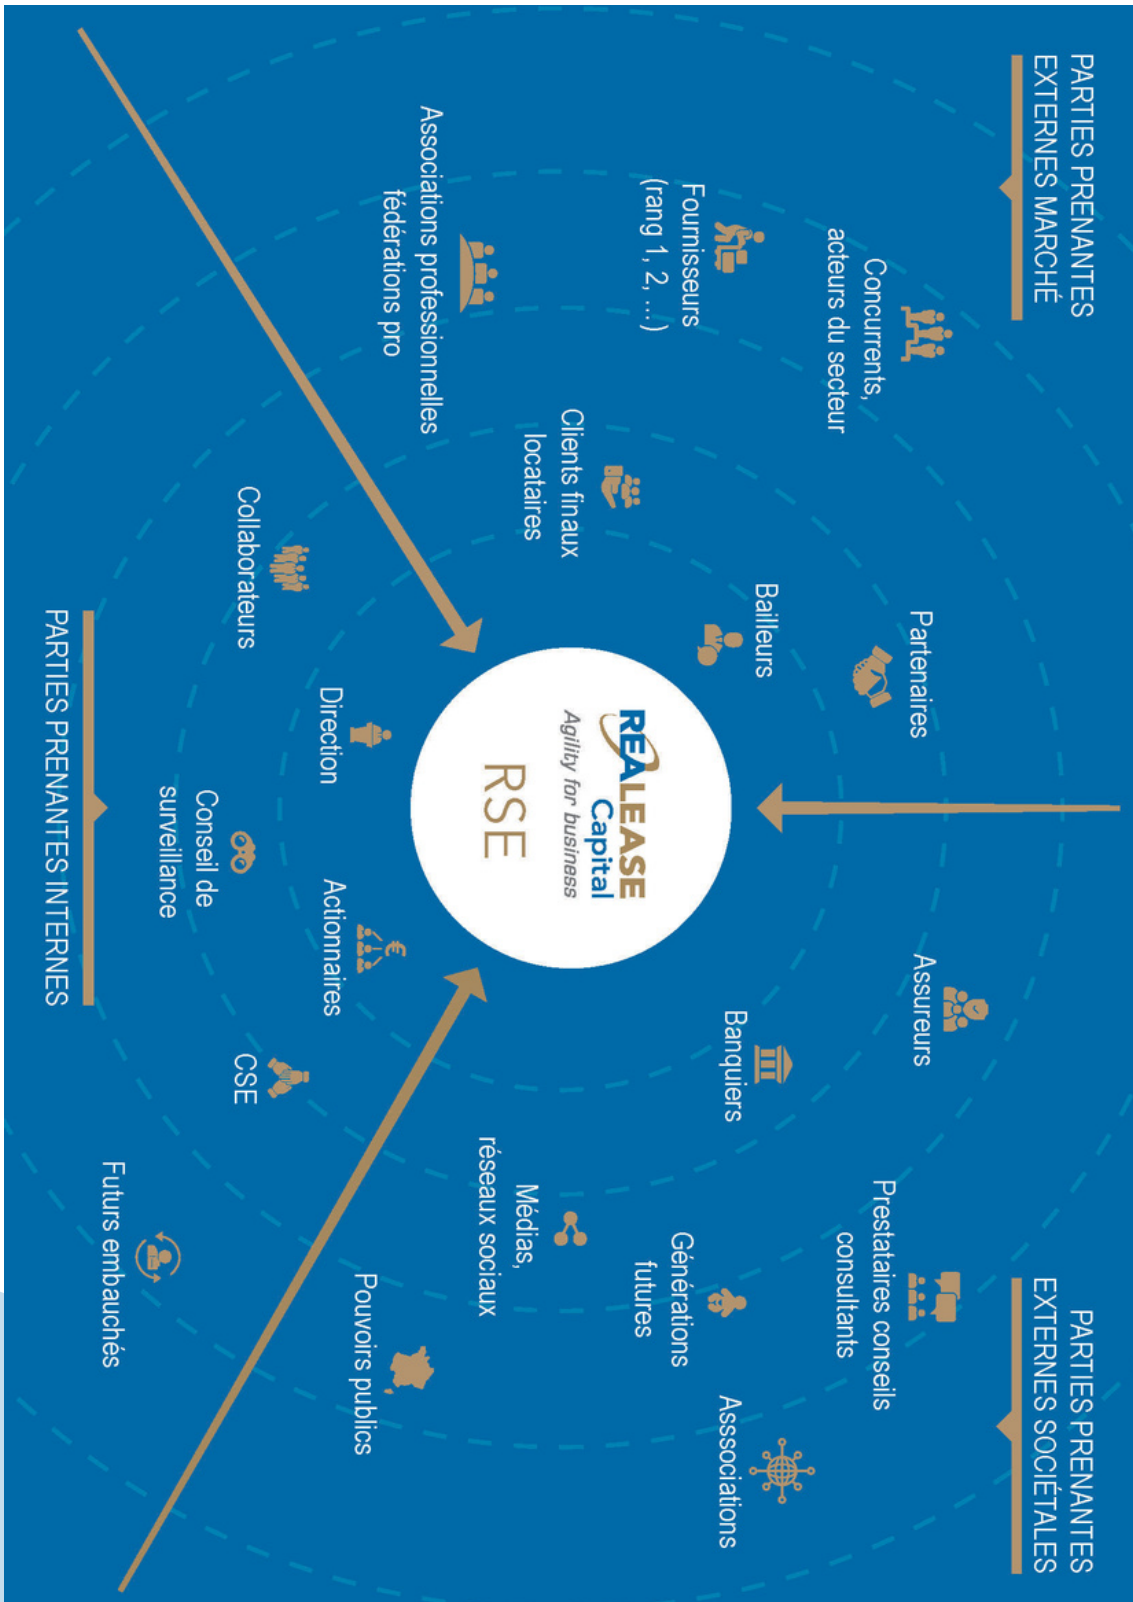 PARTIES PRENANTES
EXTERNES MARCHÉ
Concurrents,
acteurs du secteur
Fournisseurs
(rang 1, 2, ...)
Associations professionnelles
fédérations pro
Clients finaux
locataires
Partenaires
Bailleurs
PARTIES PRENANTES
EXTERNES SOCIÉTALES
Assureurs
Banquiers
Prestataires conseils
consultants
Asssociations
Générations
futures
Médias,
réseaux sociaux
Pouvoirs publics
REALEASE
Capital
Agility for business
RSE
Collaborateurs
Direction
Actionnaires
Conseil de
surveillance
CSE
Futurs embauchés
PARTIES PRENANTES INTERNES